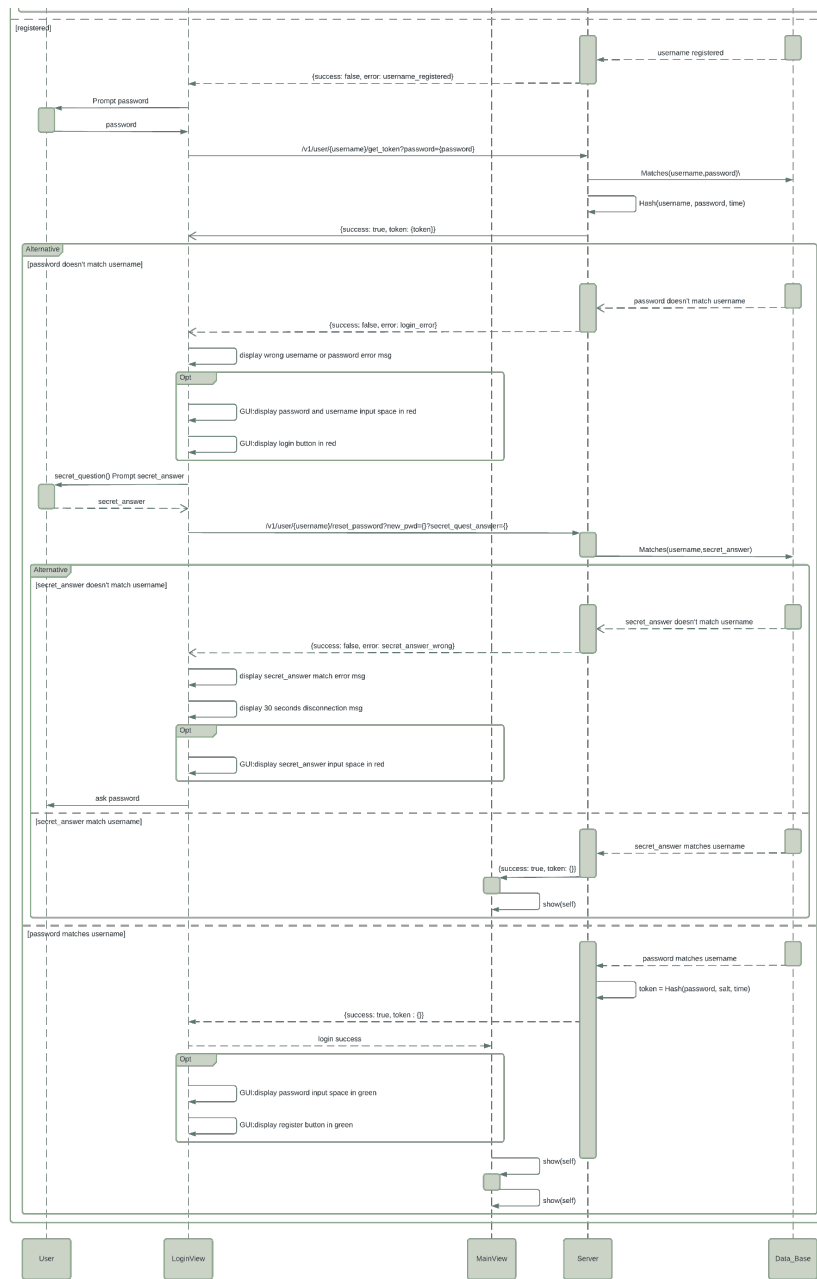 [registered]
username registered
{success: false, error: username_registered}
Prompt password
password
/v1/user/{username}/get_token?password={password}
Matches(username,password)\
Hash(username, password, time)
{success: true, token: {token}}
Alternative
[password doesn't match username]
password doesn't match username
{success: false, error: login_error}
display wrong username or password error msg
Opt
GUI:display password and username input space in red
GUI:display login button in red
secret_question() Prompt secret_answer
secret_answer
/v1/user/{username}/reset_password?new_pwd={}?secret_quest_answer={}
Matches(username,secret_answer)
Alternative
[secret_answer doesn't match username]
secret_answer doesn't match username
{success: false, error: secret_answer_wrong}
display secret_answer match error msg
display 30 seconds disconnection msg
Opt
GUI:display secret_answer input space in red
ask password
[secret_answer match username]
secret_answer matches username
{success: true, token: {}}
show(self)
[password matches username]
password matches username
token = Hash(password, salt, time)
{success: true, token : {}}
login success
Opt
GUI:display password input space in green
GUI:display register button in green
show(self)
show(self)
User
LoginView
MainView
Server
Data_Base